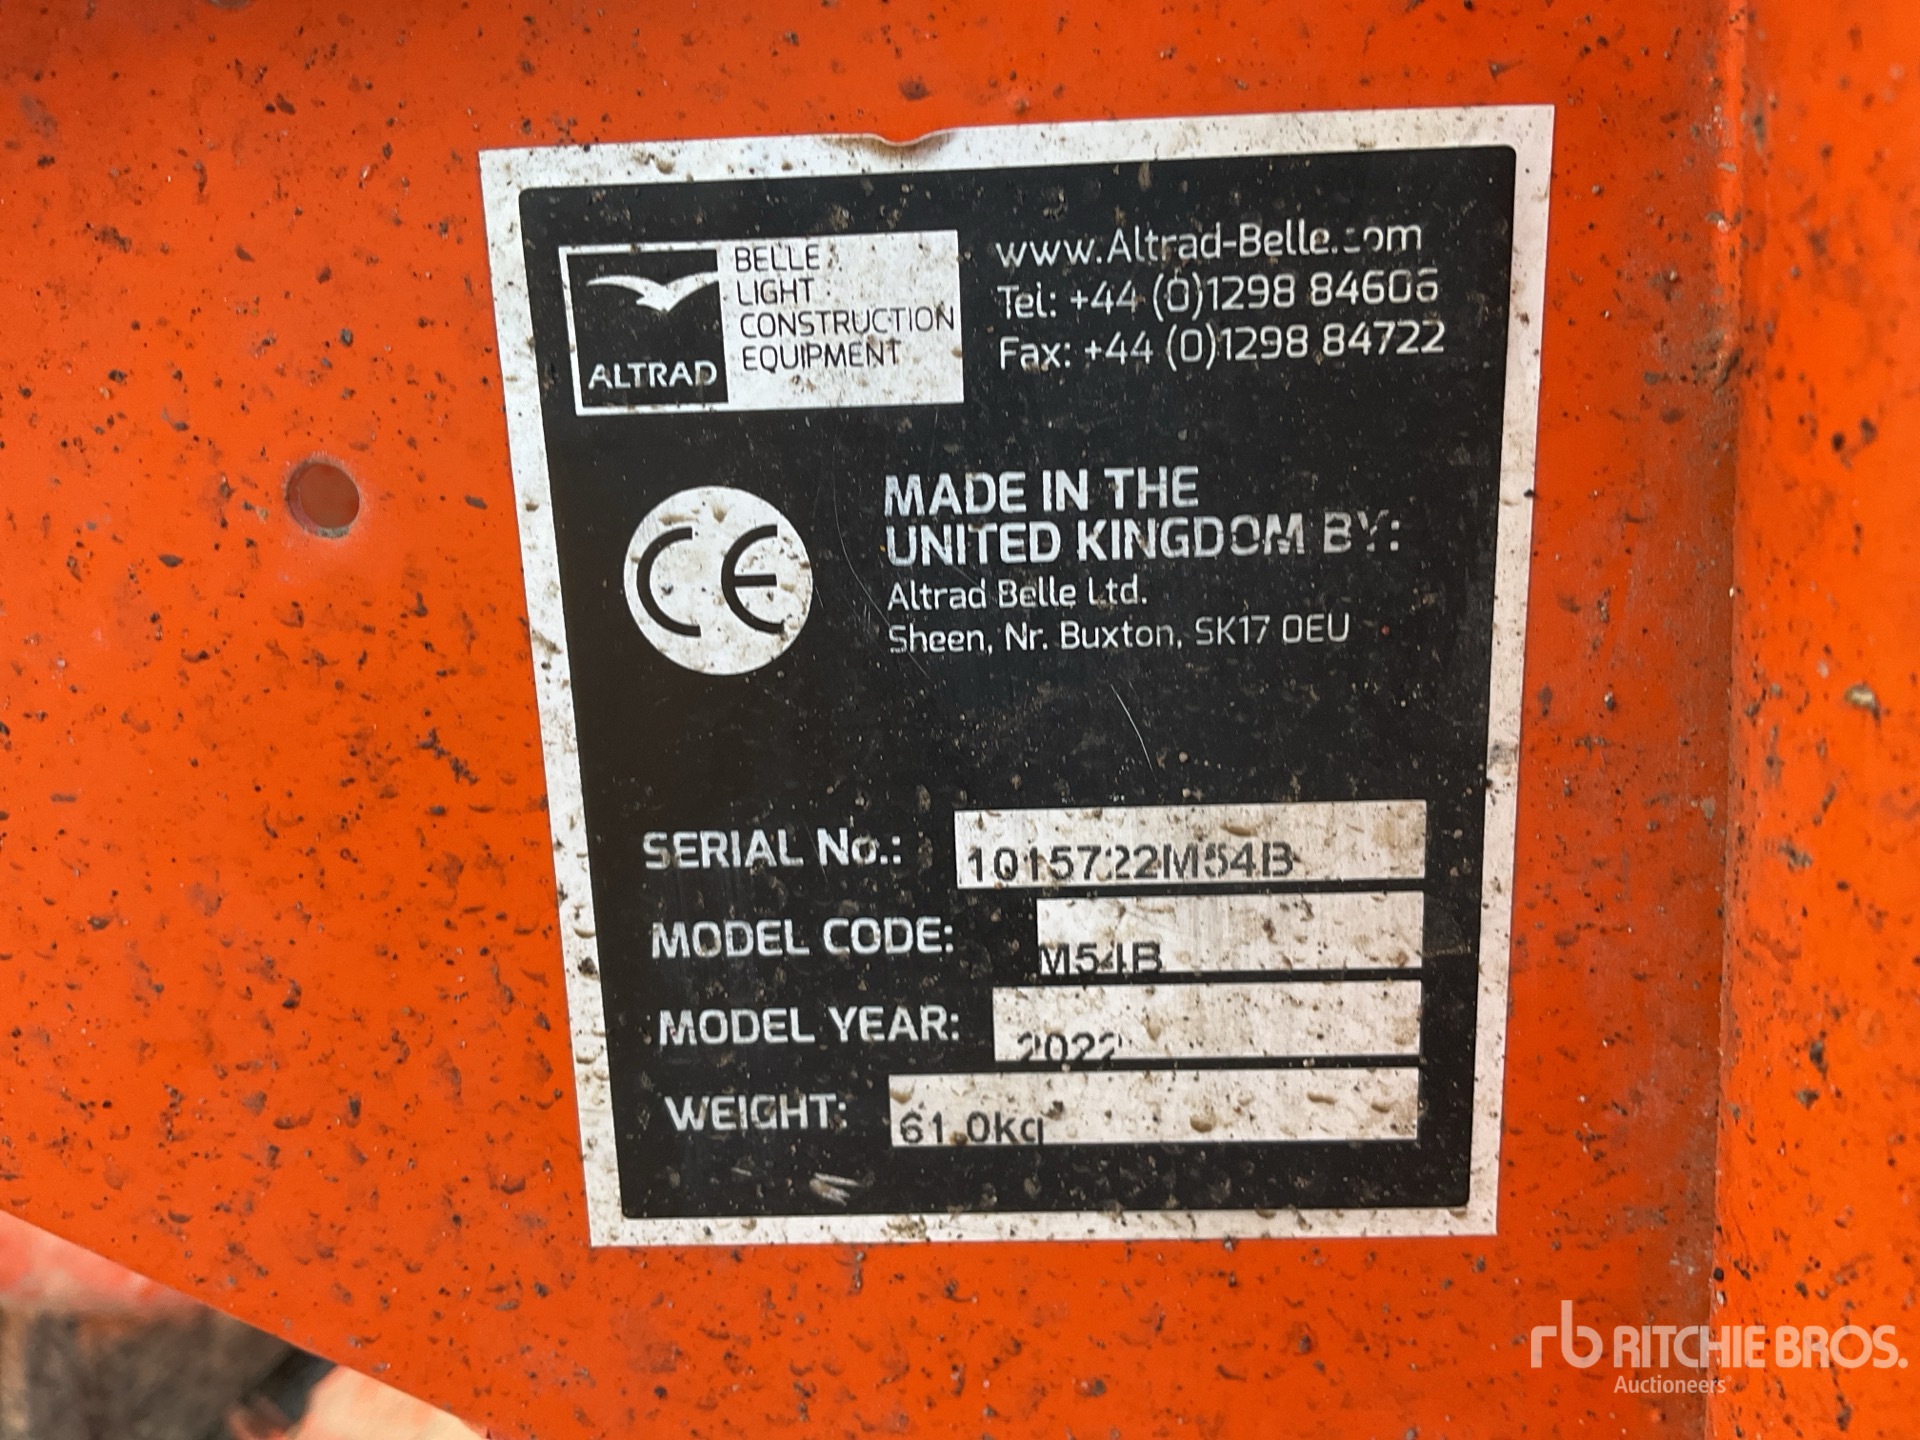 BELLE
LIGHT
CONSTRUCTION
EQUIPMENT
ALTRAD
www.Altrad-Belle.com
Tel: +44 (0)1298 84606
Fax: +44 (0)1298 84722
CE
MADE IN THE
UNITED KINGDOM BY:
Altrad Belle Ltd.
Sheen, Nr. Buxton, SK17 0EU
SERIAL No.: 1015722M54B
MODEL CODE: M54B
MODEL YEAR: 2022
WEIGHT: 61.0kg
rb RITCHIE BROS.
Auctioneers